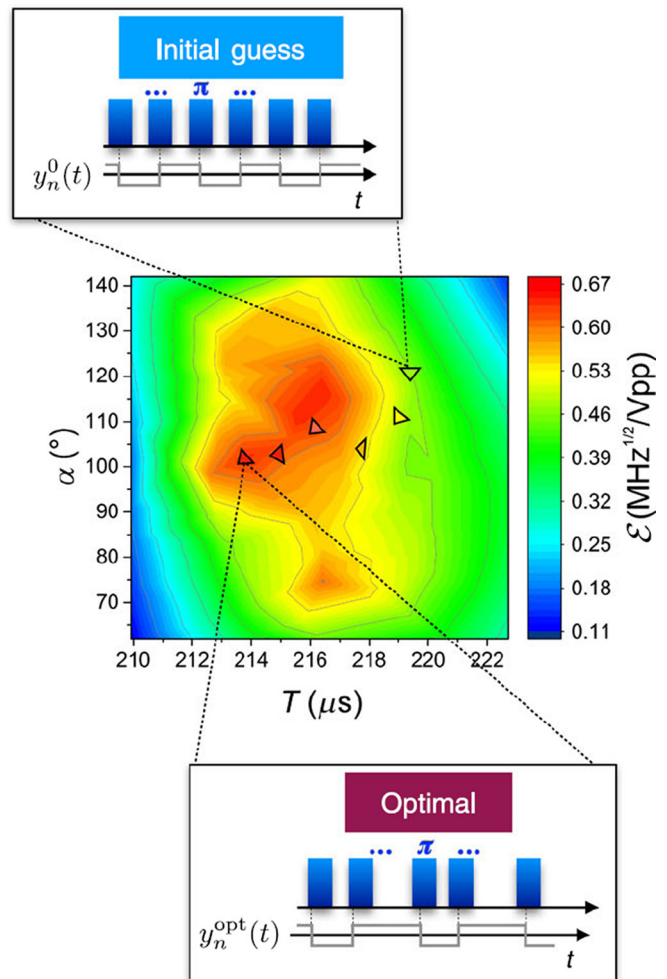 Initial guess
... π ...
y_n^0(t)
t
140
130
120
110
100
90
80
70
α (°)
210 212 214 216 218 220 222
T (μs)
0.67
0.60
0.53
0.46
0.39
0.32
0.25
0.18
0.11
ℰ (MHz^1/2/Vpp)
Optimal
... π ...
y_n^opt(t)
t